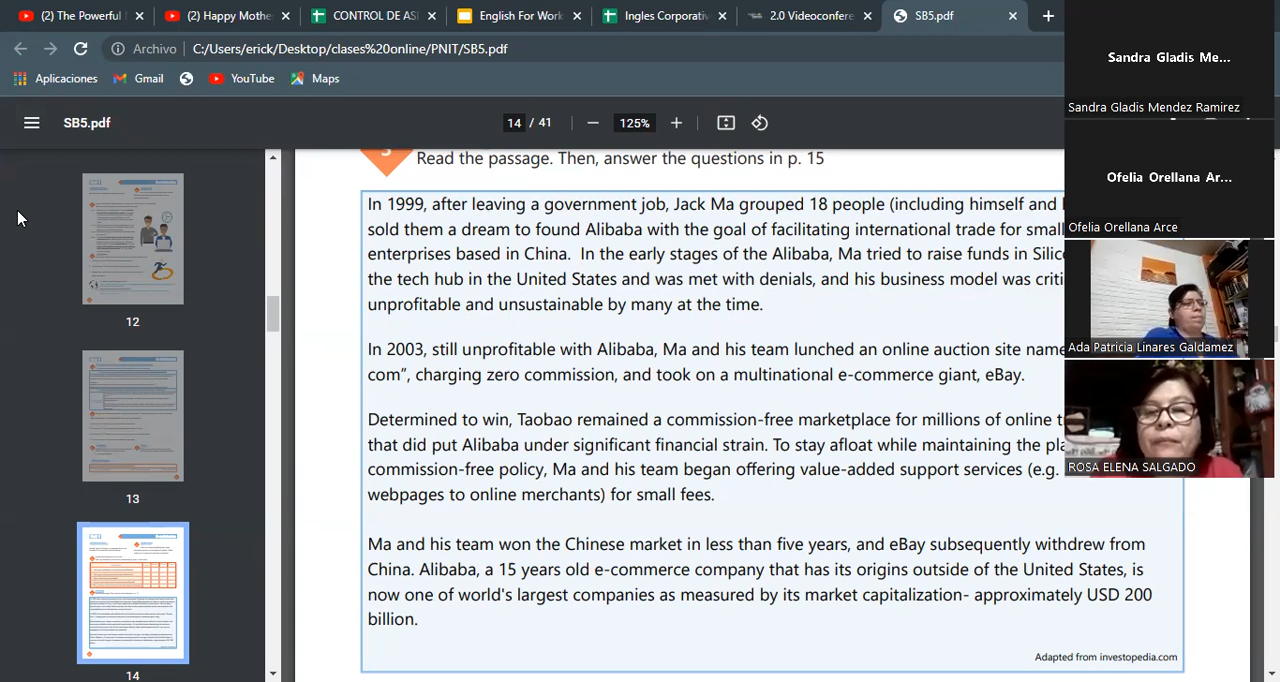 (2) The Powerful
(2) Happy Mothe
CONTROL DE ASI
English For Work
Ingles Corporativ
2.0 Videoconfere
SB5.pdf
Archivo
C:/Users/erick/Desktop/clases%20online/PNIT/SB5.pdf
Aplicaciones
Gmail
YouTube
Maps
SB5.pdf
14 / 41
125%
12
13
14
Read the passage. Then, answer the questions in p. 15
In 1999, after leaving a government job, Jack Ma grouped 18 people (including himself and
sold them a dream to found Alibaba with the goal of facilitating international trade for small
enterprises based in China. In the early stages of the Alibaba, Ma tried to raise funds in Silic
the tech hub in the United States and was met with denials, and his business model was criti
unprofitable and unsustainable by many at the time.
In 2003, still unprofitable with Alibaba, Ma and his team lunched an online auction site name
com”, charging zero commission, and took on a multinational e-commerce giant, eBay.
Determined to win, Taobao remained a commission-free marketplace for millions of online t
that did put Alibaba under significant financial strain. To stay afloat while maintaining the pla
commission-free policy, Ma and his team began offering value-added support services (e.g.
webpages to online merchants) for small fees.
Ma and his team won the Chinese market in less than five years, and eBay subsequently withdrew from
China. Alibaba, a 15 years old e-commerce company that has its origins outside of the United States, is
now one of world's largest companies as measured by its market capitalization- approximately USD 200
billion.
Adapted from investopedia.com
Sandra Gladis Me...
Sandra Gladis Mendez Ramirez
Ofelia Orellana Ar...
Ofelia Orellana Arce
Ada Patricia Linares Galdamez
ROSA ELENA SALGADO